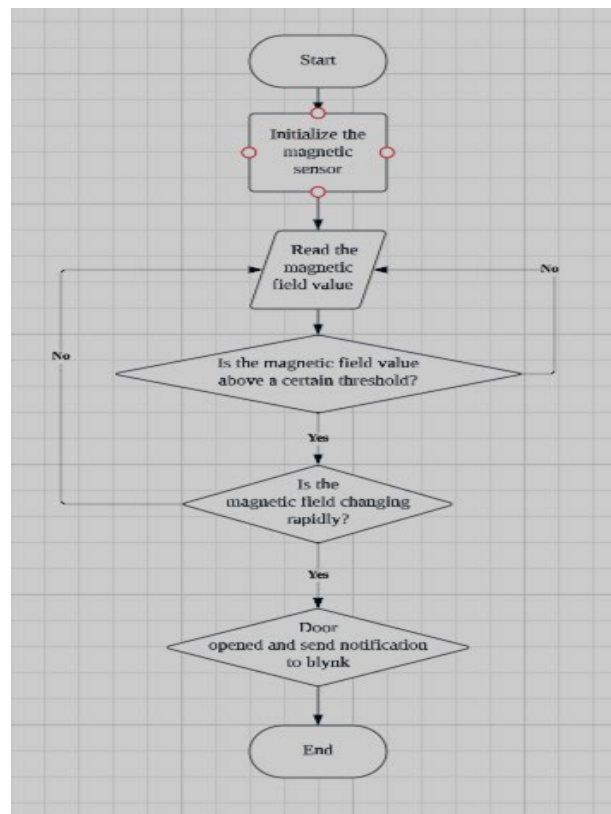 Start
Initialize the
magnetic
sensor
Read the
magnetic
field value
No
No
Is the magnetic field value
above a certain threshold?
Yes
Is the
magnetic field changing
rapidly?
Yes
Door
opened and send notification
to blynk
End